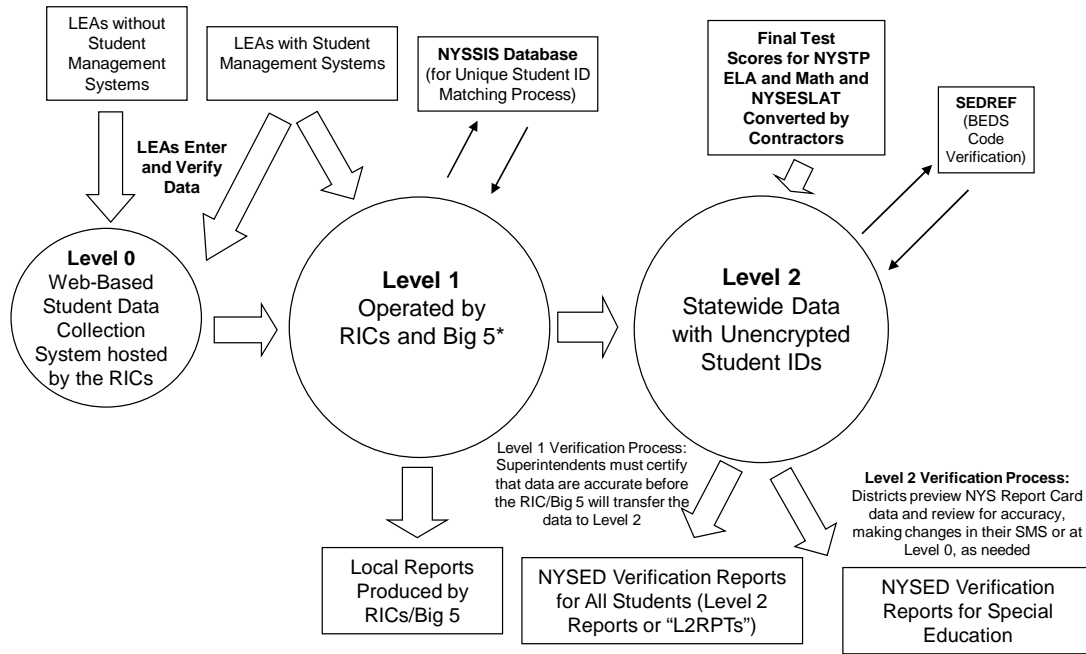 LEAs without
Student
Management
Systems
LEAs with Student
Management Systems
NYSSIS Database
(for Unique Student ID
Matching Process)
Final Test
Scores for NYSTP
ELA and Math and
NYSESLAT
Converted by
Contractors
SEDREF
(BEDS
Code
Verification)
LEAs Enter
and Verify
Data
Level 0
Web-Based
Student Data
Collection
System hosted
by the RICs
Level 1
Operated by
RICs and Big 5*
Level 2
Statewide Data
with Unencrypted
Student IDs
Level 1 Verification Process:
Superintendents must certify
that data are accurate before
the RIC/Big 5 will transfer the
data to Level 2
Level 2 Verification Process:
Districts preview NYS Report Card
data and review for accuracy,
making changes in their SMS or at
Level 0, as needed
Local Reports
Produced by
RICs/Big 5
NYSED Verification Reports
for All Students (Level 2
Reports or “L2RPTs”)
NYSED Verification
Reports for Special
Education